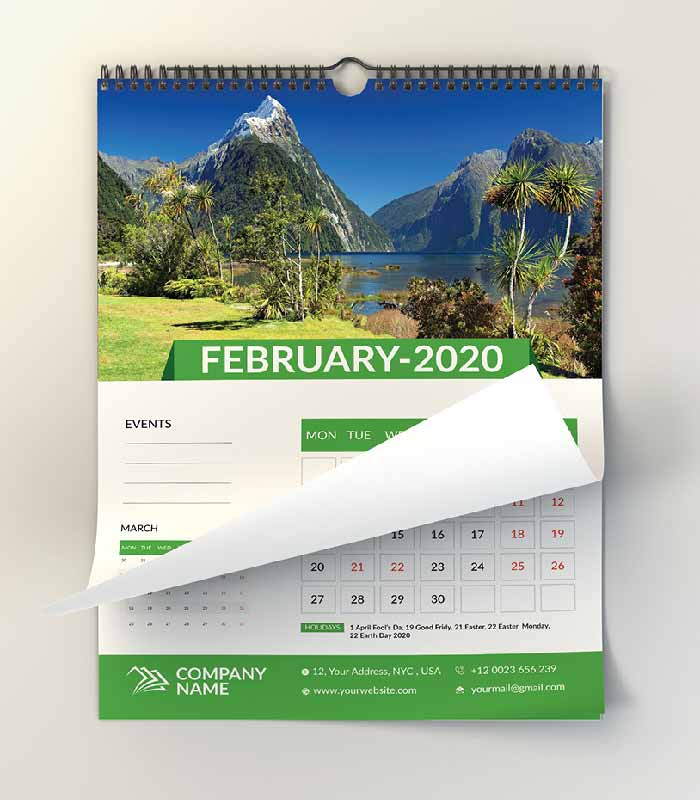 FEBRUARY-2020
EVENTS
MON TUE
11 12
15 16 17 18 19
20 21 22 23 24 25 26
27 28 29 30
MARCH
MON TUE WED
HOLIDAYS 1 April Fool's Da, 19 Good Fridy, 21 Easter, 22 Easter Monday,
22 Earth Day 2020
COMPANY
NAME
12, Your Address, NYC , USA
www.yourwebsite.com
+12 0023 656 239
yourmail@gmail.com